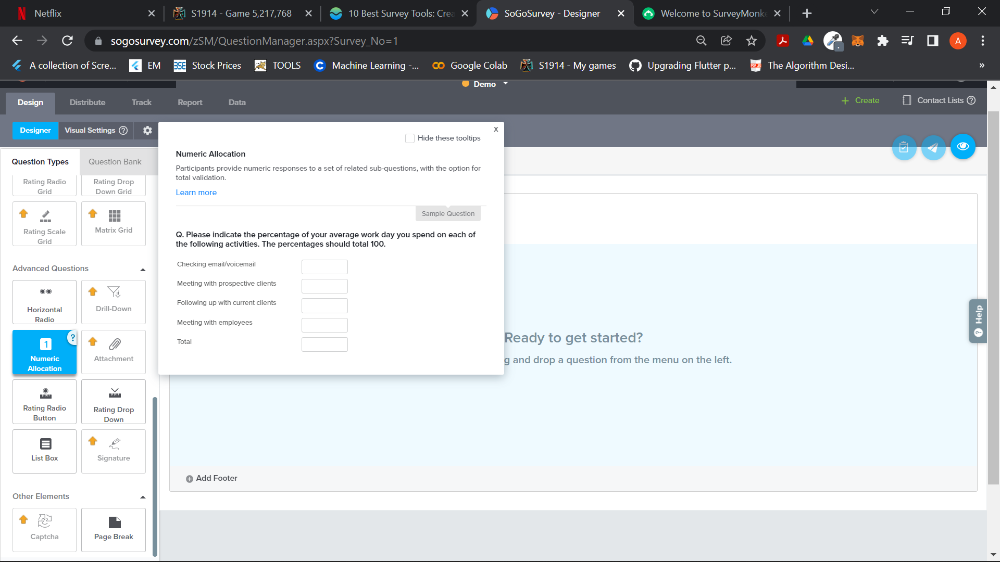 Netflix
S1914 - Game 5,217,768
10 Best Survey Tools: Crea
SoGoSurvey - Designer
Welcome to SurveyMonke
sogosurvey.com/zSM/QuestionManager.aspx?Survey_No=1
A
A collection of Scre...
EM
BSE
Stock Prices
TOOLS
C
Machine Learning -...
Google Colab
S1914 - My games
Upgrading Flutter p...
PDF JS
The Algorithm Desi...
»
Demo
Design
Distribute
Track
Report
Data
+ Create
Contact Lists ?
Designer
Visual Settings ?
X
Hide these tooltips
Numeric Allocation
Participants provide numeric responses to a set of related sub-questions, with the option for
total validation.
Learn more
Sample Question
Q. Please indicate the percentage of your average work day you spend on each of
the following activities. The percentages should total 100.
Checking email/voicemail
Meeting with prospective clients
Following up with current clients
Meeting with employees
Total
Question Types
Question Bank
Rating Radio
Grid
Rating Drop
Down Grid
Rating Scale
Grid
Matrix Grid
Advanced Questions
Horizontal
Radio
Drill-Down
1
?
Numeric
Allocation
Attachment
Rating Radio
Button
Rating Drop
Down
List Box
Signature
Other Elements
Captcha
Page Break
Ready to get started?
g and drop a question from the menu on the left.
Add Footer
? Help